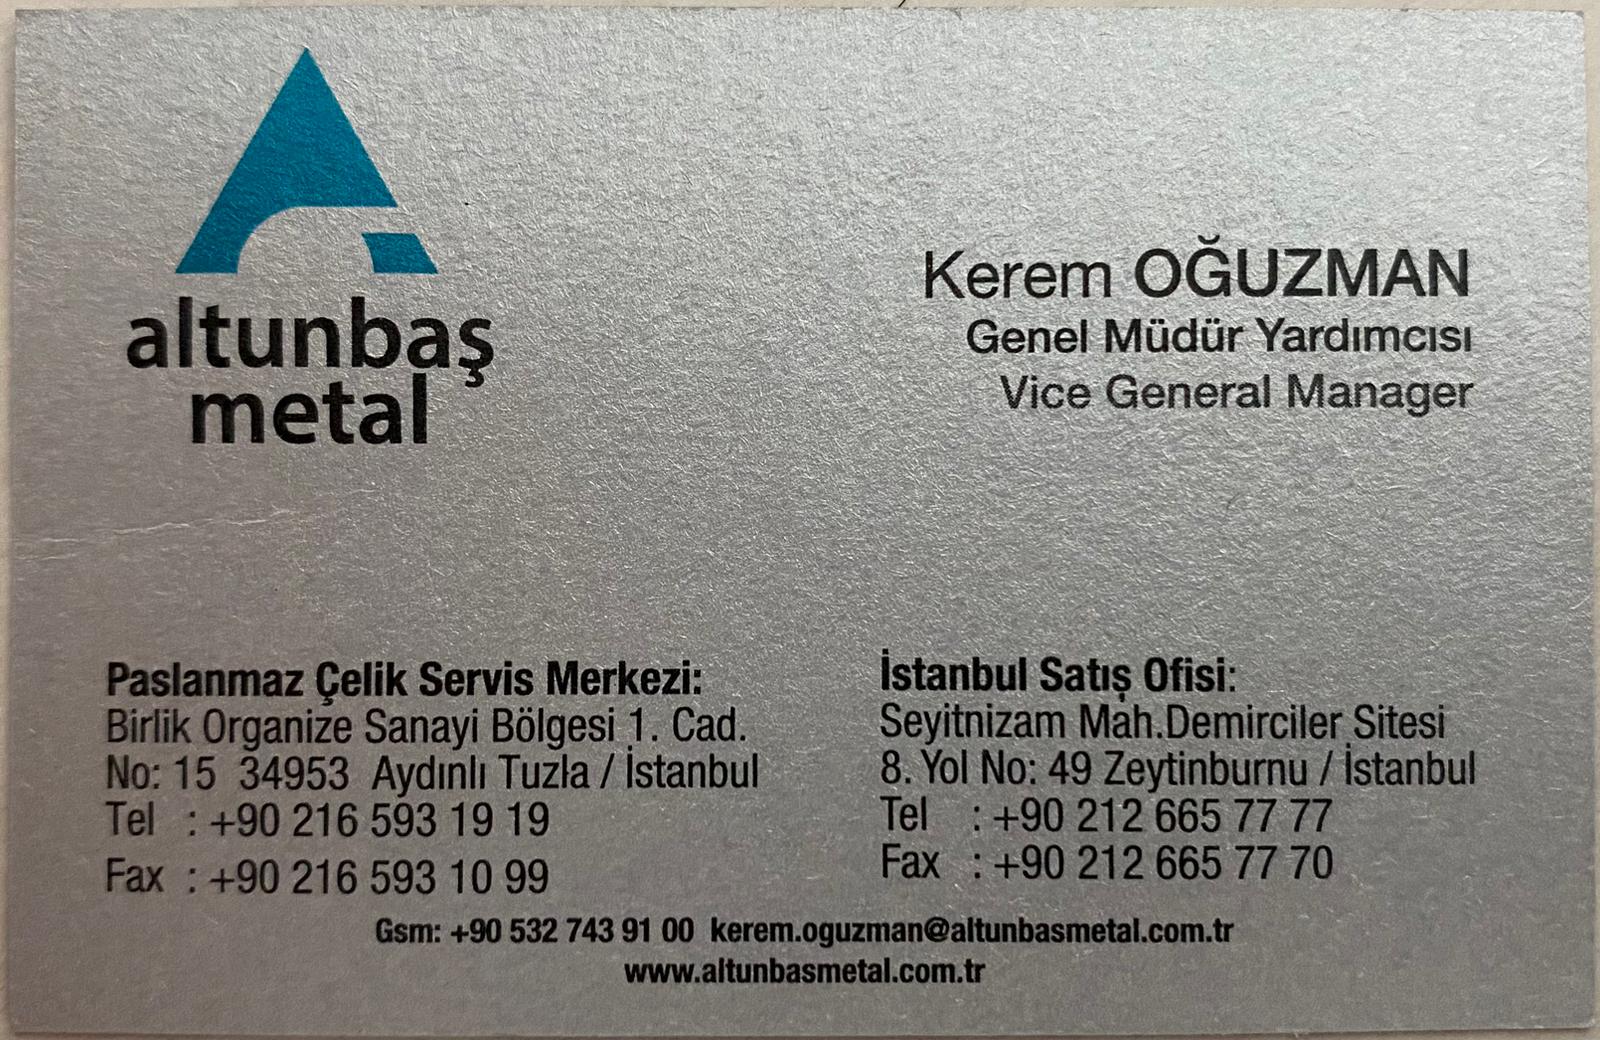 altunbaş
metal
Kerem OĞUZMAN
Genel Müdür Yardımcısı
Vice General Manager
Paslanmaz Çelik Servis Merkezi:
Birlik Organize Sanayi Bölgesi 1. Cad.
No: 15 34953 Aydınlı Tuzla / İstanbul
Tel : +90 216 593 19 19
Fax : +90 216 593 10 99
İstanbul Satış Ofisi:
Seyitnizam Mah.Demirciler Sitesi
8. Yol No: 49 Zeytinburnu / İstanbul
Tel : +90 212 665 77 77
Fax : +90 212 665 77 70
Gsm: +90 532 743 91 00 kerem.oguzman@altunbasmetal.com.tr
www.altunbasmetal.com.tr